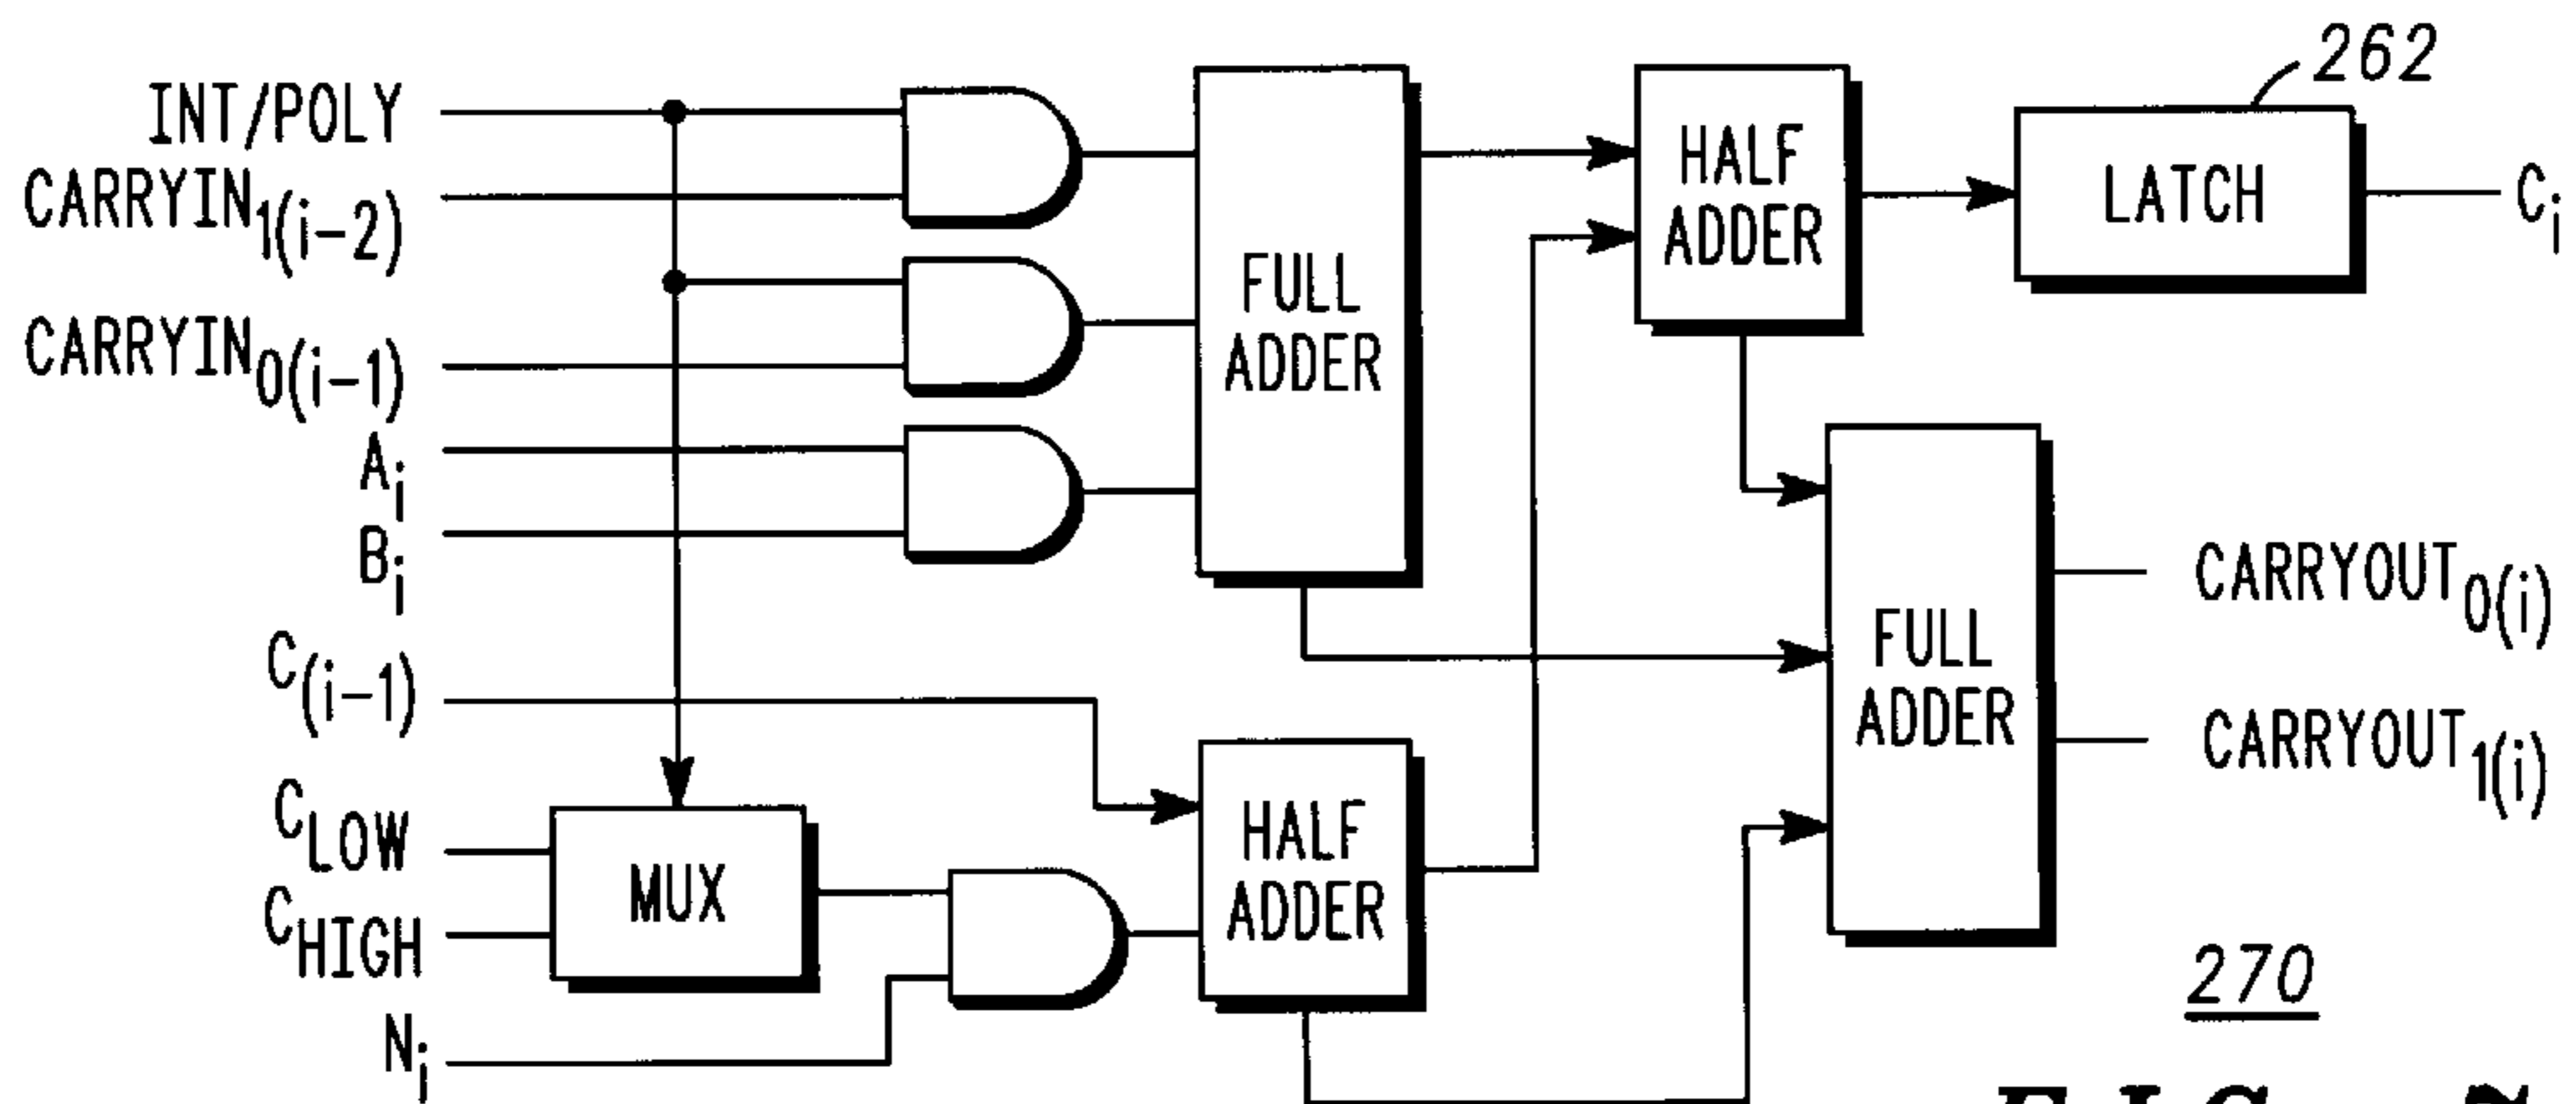 INT/POLY
CARRYIN1(i-2)
CARRYIN0(i-1)
Ai
Bi
C(i-1)
CLOW
CHIGH
Ni
MUX
FULL
ADDER
HALF
ADDER
HALF
ADDER
262
LATCH
Ci
FULL
ADDER
CARRYOUT0(i)
CARRYOUT1(i)
270